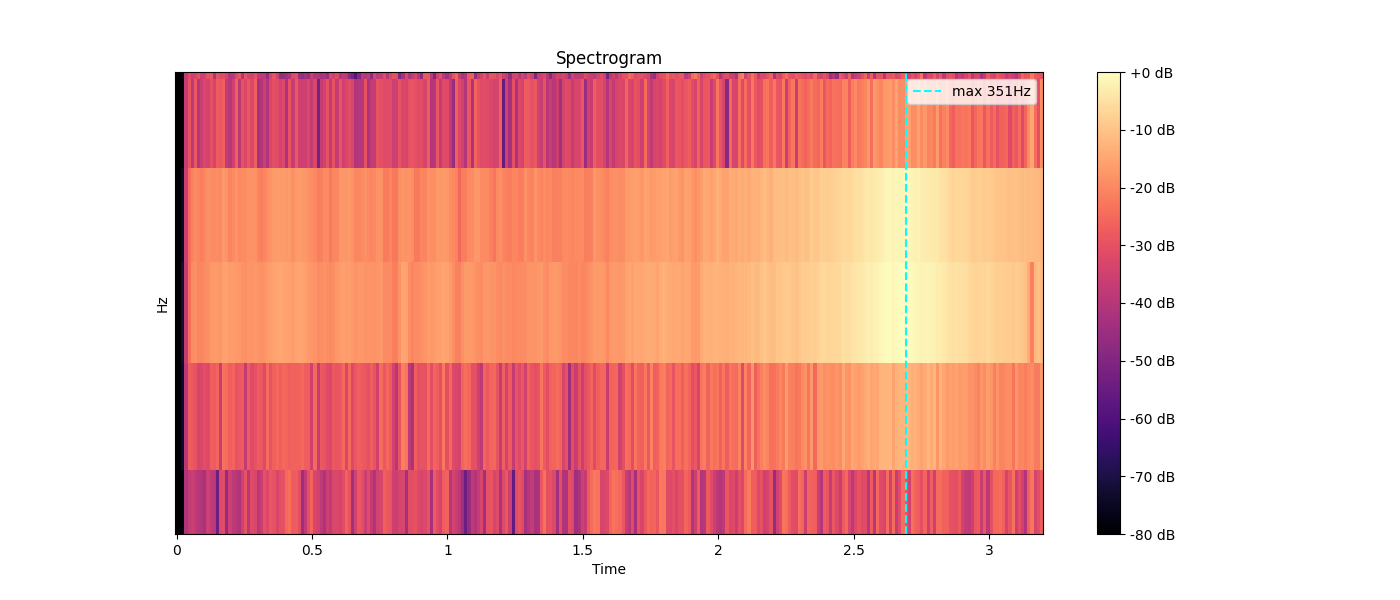 Spectrogram
max 351Hz
Hz
0 0.5 1 1.5 2 2.5 3
Time
+0 dB
-10 dB
-20 dB
-30 dB
-40 dB
-50 dB
-60 dB
-70 dB
-80 dB